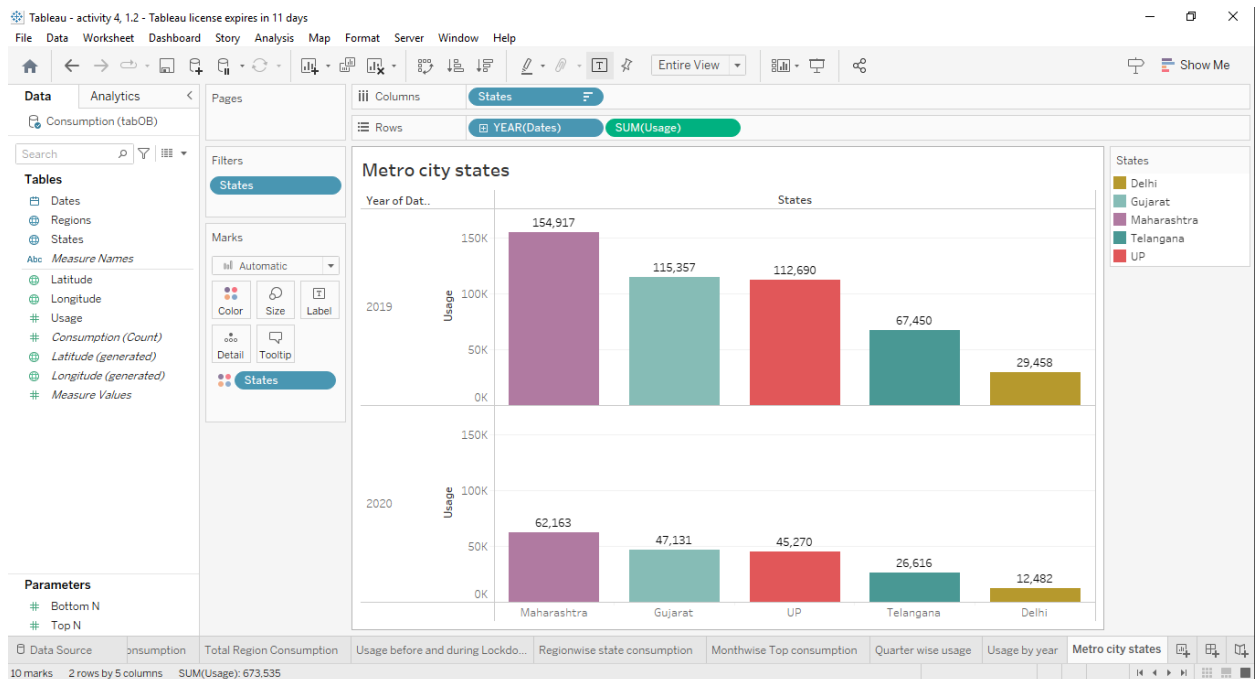 Tableau - activity 4, 1.2 - Tableau license expires in 11 days
File Data Worksheet Dashboard Story Analysis Map Format Server Window Help
Entire View
Show Me
Data Analytics
Consumption (tabOB)
Search
Tables
Dates
Regions
States
Abc Measure Names
Latitude
Longitude
# Usage
# Consumption (Count)
Latitude (generated)
Longitude (generated)
# Measure Values
Parameters
# Bottom N
# Top N
Pages
Filters
States
Marks
Automatic
Color Size Label
Detail Tooltip
States
Columns States
Rows YEAR(Dates) SUM(Usage)
Metro city states
Year of Dat.. States
2019
Usage
150K
100K
50K
0K
154,917
115,357
112,690
67,450
29,458
2020
Usage
150K
100K
50K
0K
62,163
47,131
45,270
26,616
12,482
Maharashtra Gujarat UP Telangana Delhi
States
Delhi
Gujarat
Maharashtra
Telangana
UP
Data Source onsumption Total Region Consumption Usage before and during Lockdo... Regionwise state consumption Monthwise Top consumption Quarter wise usage Usage by year Metro city states
10 marks 2 rows by 5 columns SUM(Usage): 673,535